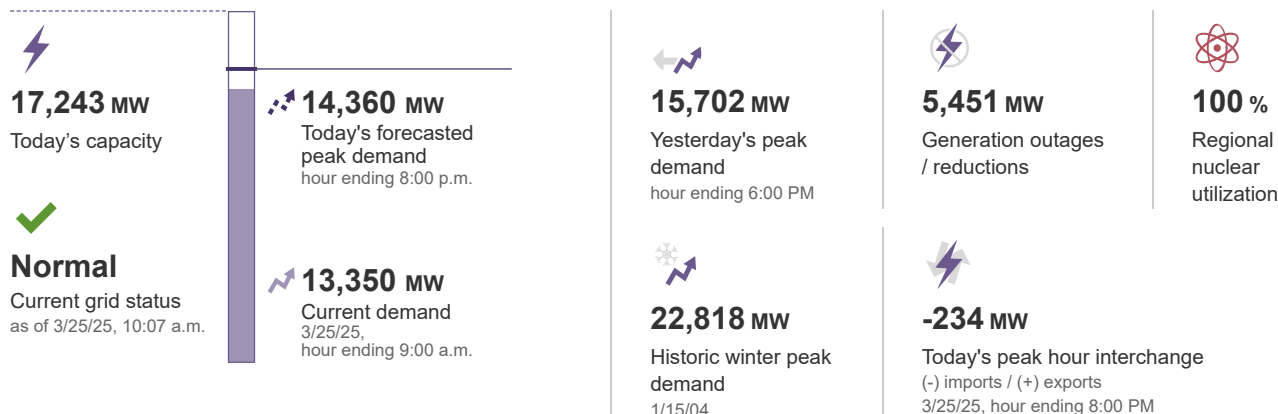 17,243 MW
Today's capacity
Normal
Current grid status
as of 3/25/25, 10:07 a.m.
14,360 MW
Today's forecasted
peak demand
hour ending 8:00 p.m.
13,350 MW
Current demand
3/25/25,
hour ending 9:00 a.m.
15,702 MW
Yesterday's peak
demand
hour ending 6:00 PM
5,451 MW
Generation outages
/ reductions
100 %
Regional
nuclear
utilization
22,818 MW
Historic winter peak
demand
1/15/04
-234 MW
Today's peak hour interchange
(-) imports / (+) exports
3/25/25, hour ending 8:00 PM